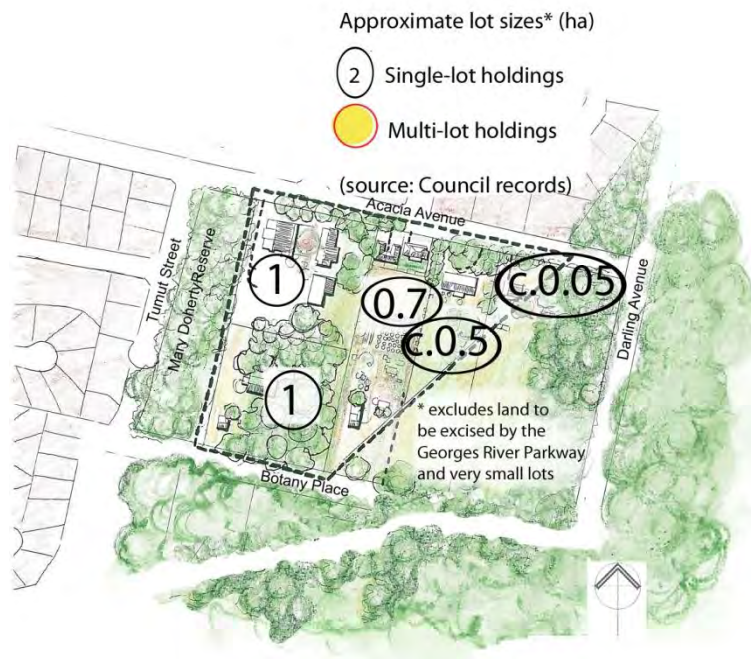 Approximate lot sizes* (ha)
2 Single-lot holdings
Multi-lot holdings
(source: Council records)
Acacia Avenue
Tumut Street
Mary DohertyReserve
Darling Avenue
1
0.7
c.0.05
c.0.5
1
* excludes land to
be excised by the
Georges River Parkway
and very small lots
Botany Place